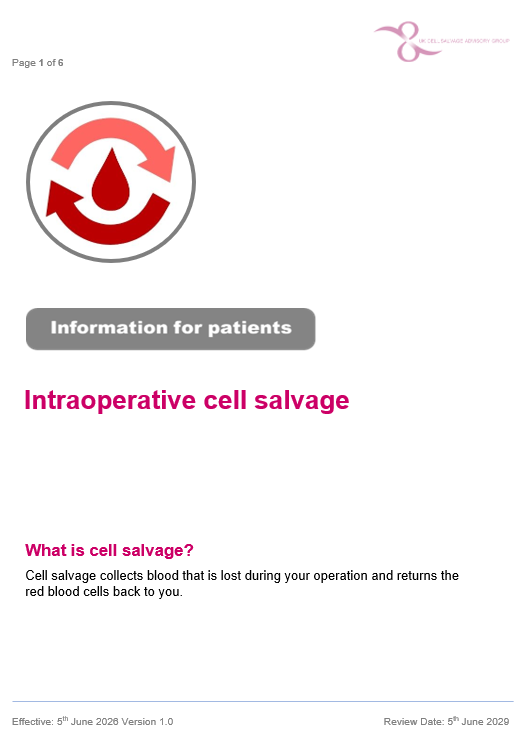 UK CELL SALVAGE ADVISORY GROUP
Page 1 of 6
Information for patients
Intraoperative cell salvage
What is cell salvage?
Cell salvage collects blood that is lost during your operation and returns the
red blood cells back to you.
Effective: 5th June 2026 Version 1.0
Review Date: 5th June 2029